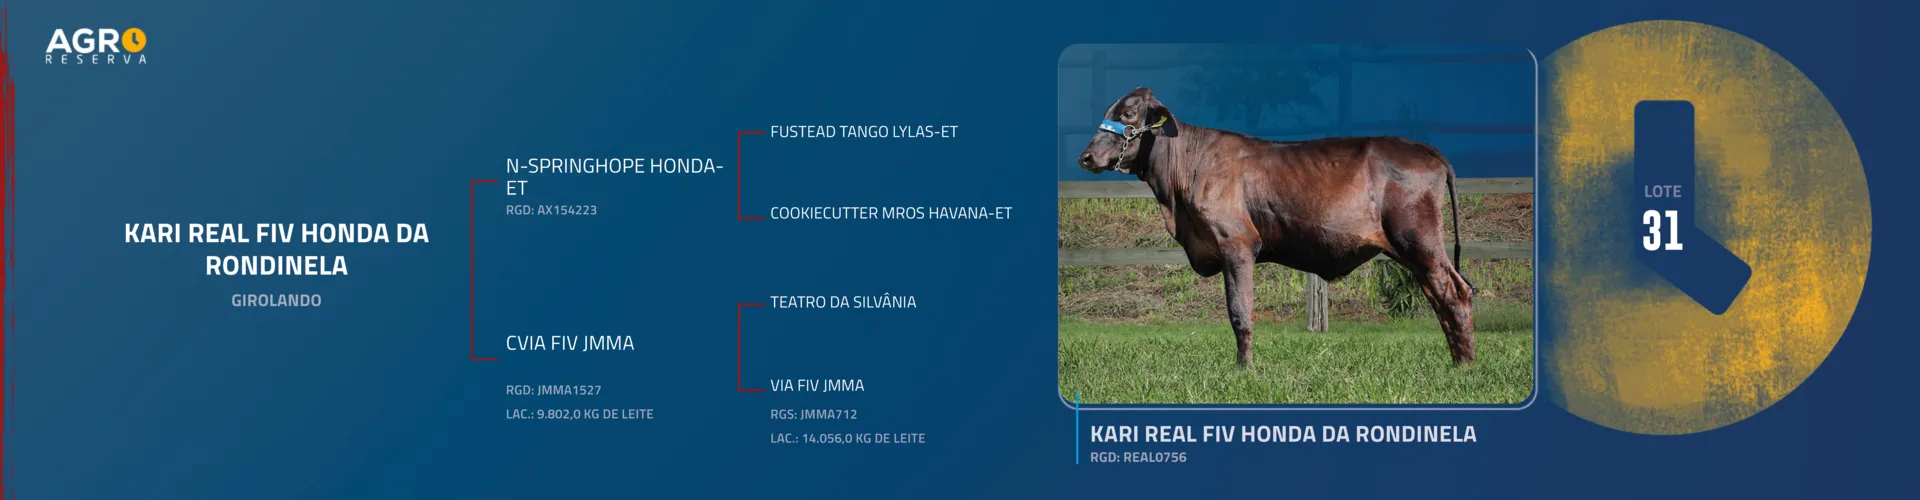 AGRO
RESERVA
KARI REAL FIV HONDA DA
RONDINELA
GIROLANDO
N-SPRINGHOPE HONDA-
ET
RGD: AX154223
CVIA FIV JMMA
RGD: JMMA1527
LAC.: 9.802,0 KG DE LEITE
FUSTEAD TANGO LYLAS-ET
COOKIECUTTER MROS HAVANA-ET
TEATRO DA SILVÂNIA
VIA FIV JMMA
RGS: JMMA712
LAC.: 14.056,0 KG DE LEITE
KARI REAL FIV HONDA DA RONDINELA
RGD: REAL0756
LOTE
31